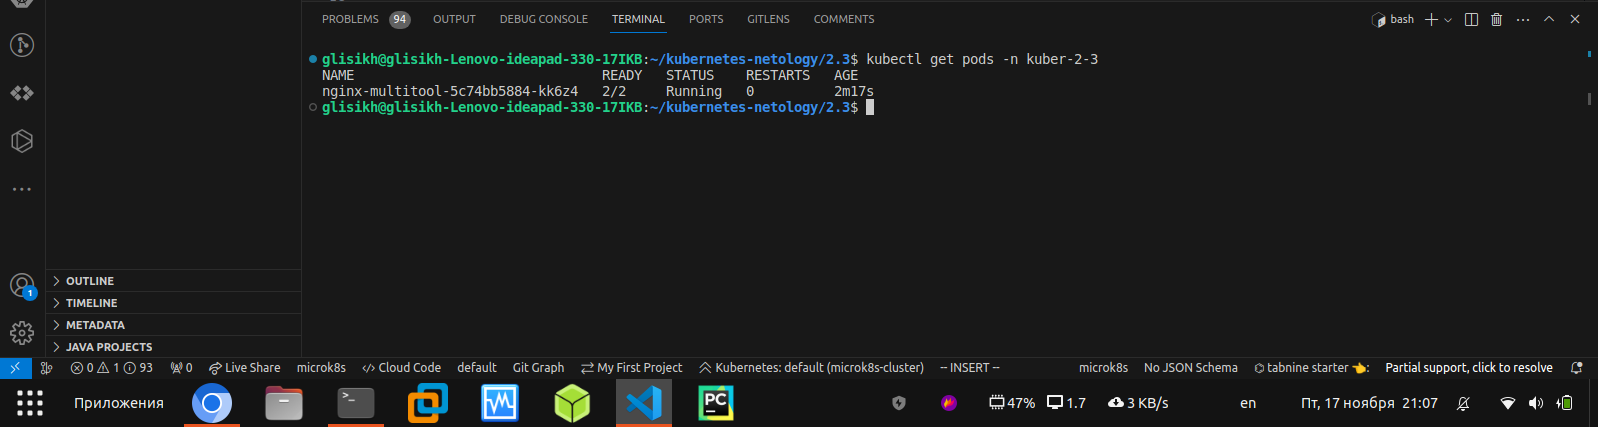 PROBLEMS 94 OUTPUT DEBUG CONSOLE TERMINAL PORTS GITLENS COMMENTS bash
glisikh@glisikh-Lenovo-ideapad-330-17IKB:~/kubernetes-netology/2.3$ kubectl get pods -n kuber-2-3
NAME READY STATUS RESTARTS AGE
nginx-multitool-5c74bb5884-kk6z4 2/2 Running 0 2m17s
glisikh@glisikh-Lenovo-ideapad-330-17IKB:~/kubernetes-netology/2.3$
OUTLINE
1
TIMELINE
METADATA
JAVA PROJECTS
0 1 93 0 Live Share microk8s Cloud Code default Git Graph My First Project Kubernetes: default (microk8s-cluster) -- INSERT -- microk8s No JSON Schema tabnine starter 👈: Partial support, click to resolve
Приложения >_ PC 47% 1.7 3 KB/s en Пт, 17 ноября 21:07